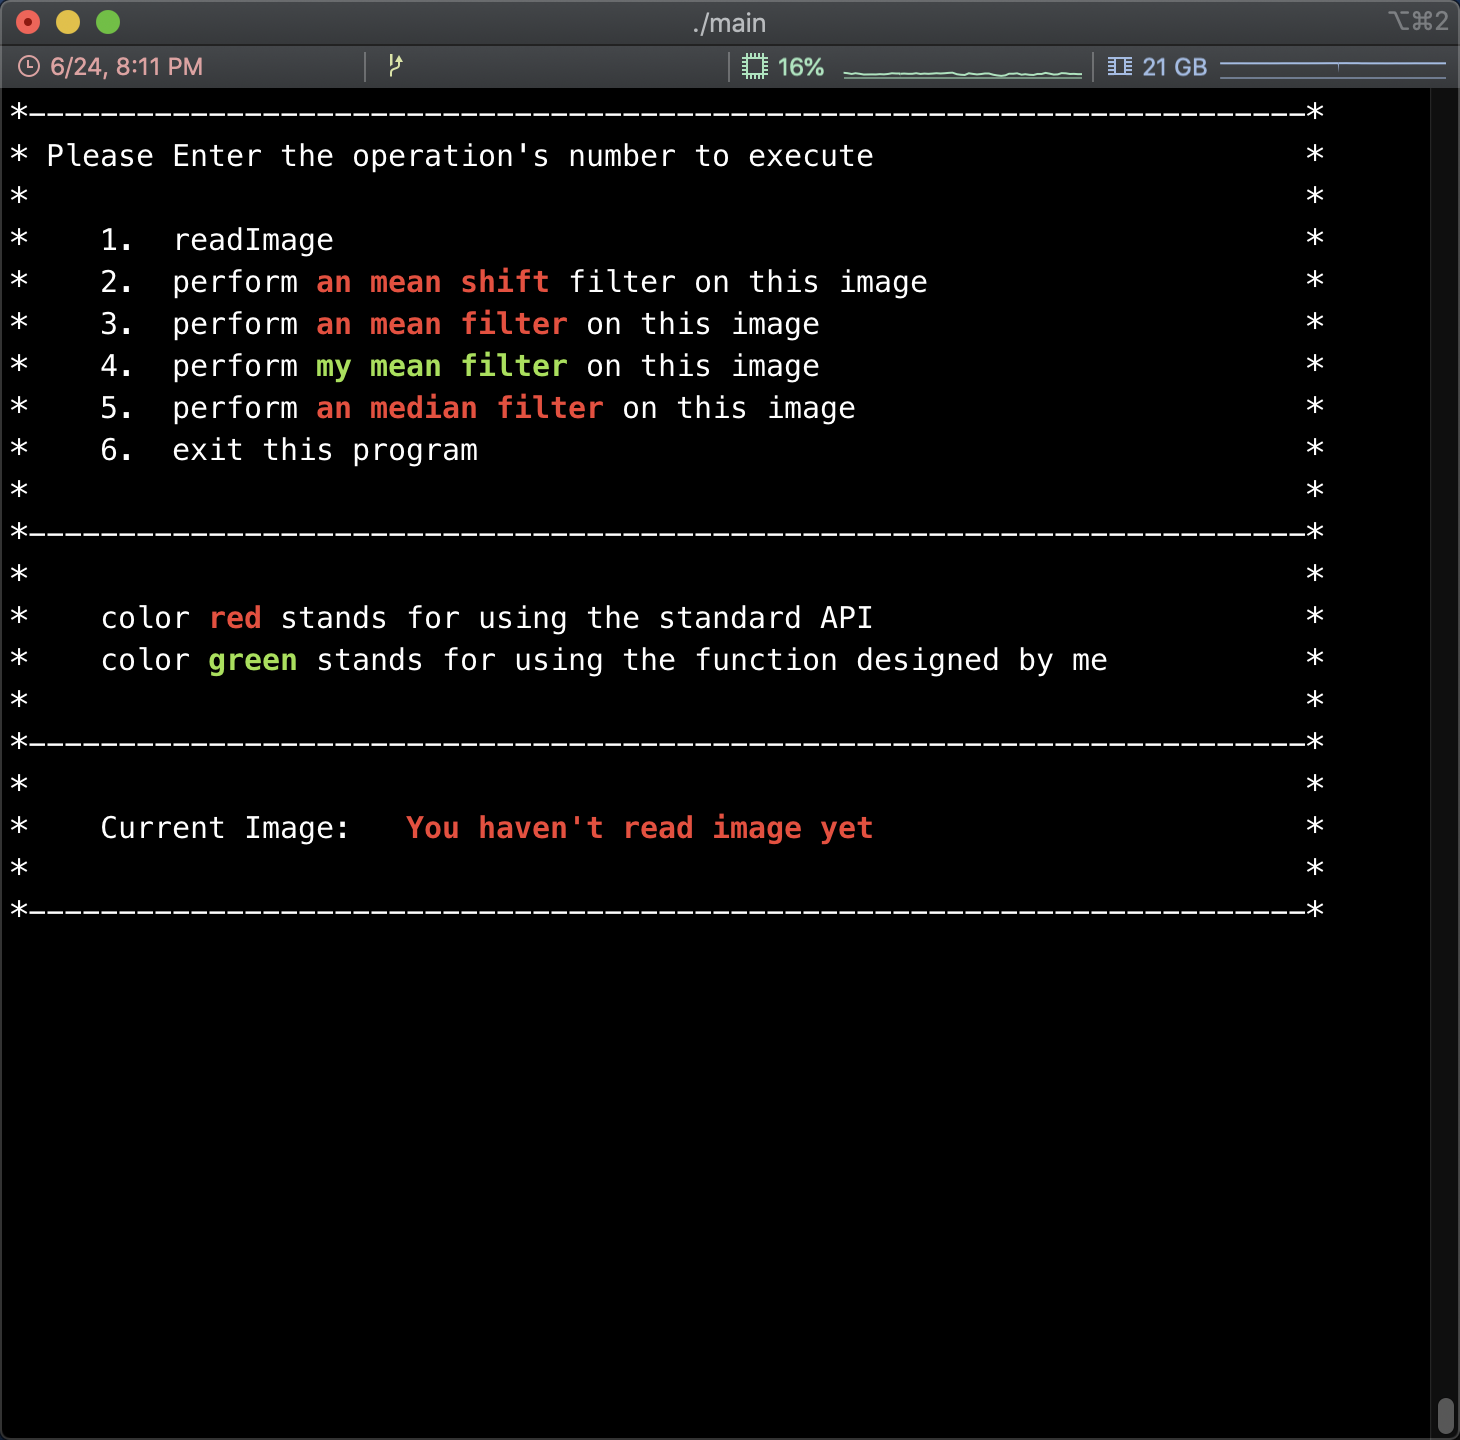 ./main
⌥⌘2
6/24, 8:11 PM
16%
21 GB
*-----------------------------------------------------------------------*
* Please Enter the operation's number to execute                        *
*                                                                       *
*    1.  readImage                                                      *
*    2.  perform an mean shift filter on this image                     *
*    3.  perform an mean filter on this image                           *
*    4.  perform my mean filter on this image                           *
*    5.  perform an median filter on this image                         *
*    6.  exit this program                                              *
*                                                                       *
*-----------------------------------------------------------------------*
*                                                                       *
*    color red stands for using the standard API                        *
*    color green stands for using the function designed by me           *
*                                                                       *
*-----------------------------------------------------------------------*
*                                                                       *
*    Current Image:   You haven't read image yet                        *
*                                                                       *
*-----------------------------------------------------------------------*